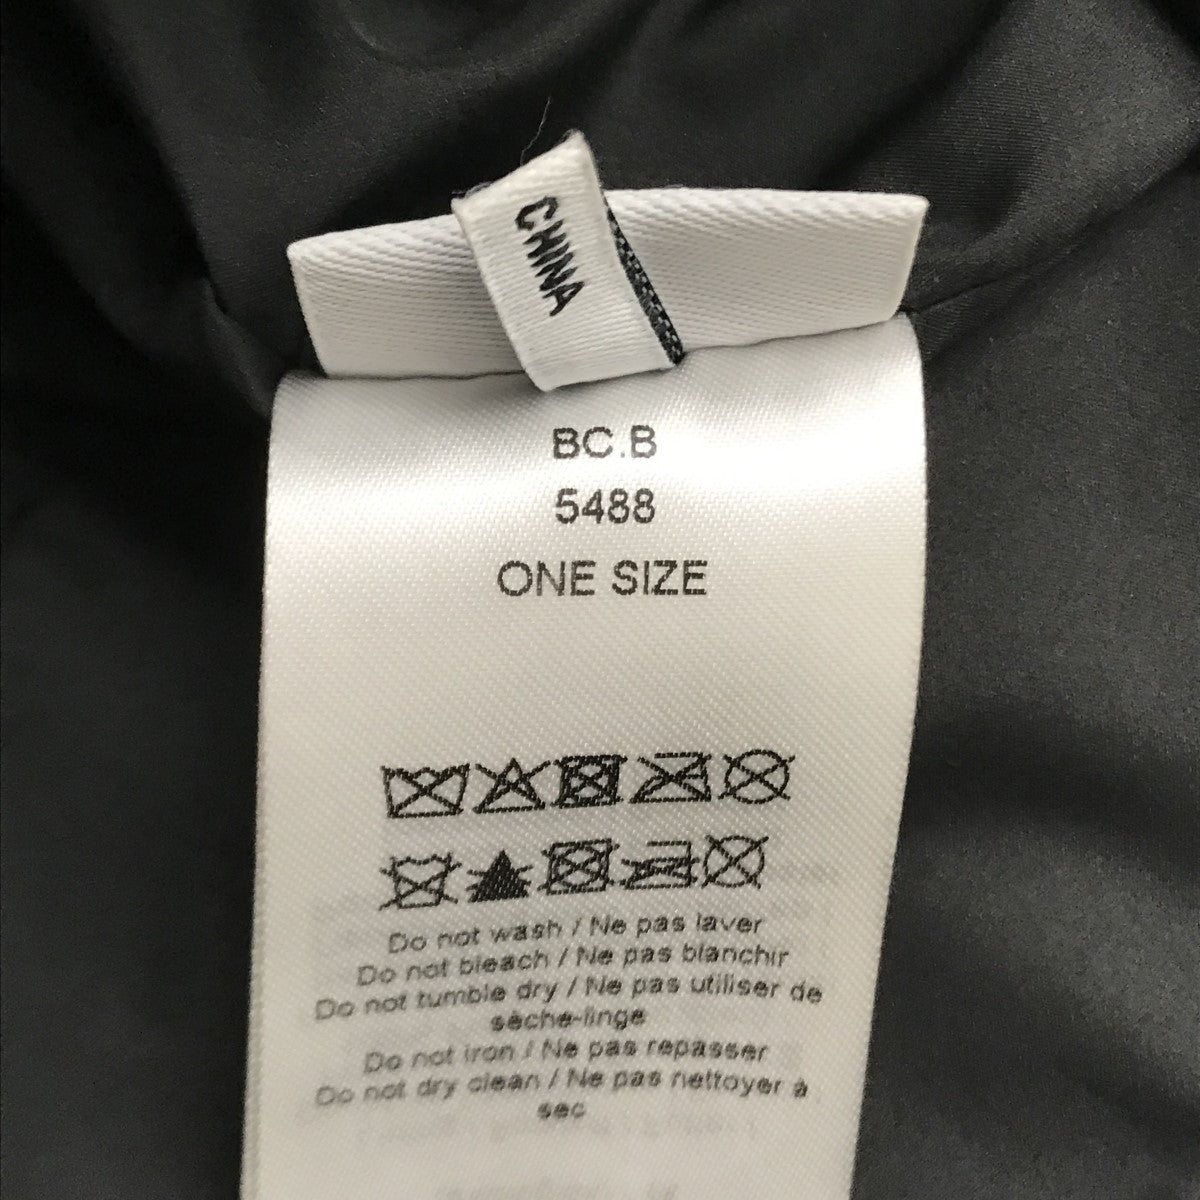 CHINA
BC.B
5488
ONE SIZE
Do not wash / Ne pas laver
Do not bleach / Ne pas blanchir
Do not tumble dry / Ne pas utiliser de
sèche-linge
Do not iron / Ne pas repasser
Do not dry clean / Ne pas nettoyer à
sec